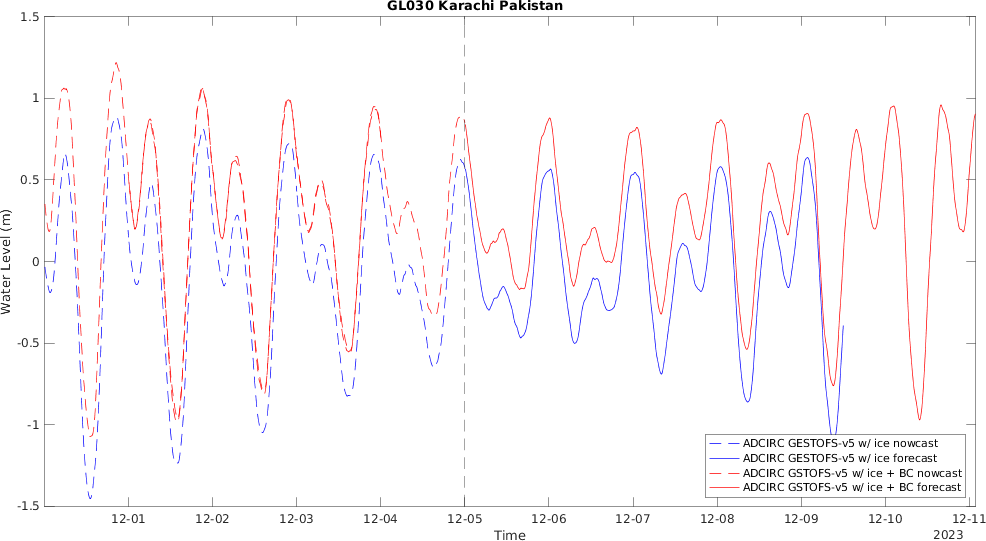 GL030 Karachi Pakistan
Water Level (m)
1.5
1
0.5
0
-0.5
-1
-1.5
12-01 12-02 12-03 12-04 12-05 12-06 12-07 12-08 12-09 12-10 12-11
Time
2023
ADCIRC GESTOFS-v5 w/ ice nowcast
ADCIRC GESTOFS-v5 w/ ice forecast
ADCIRC GSTOFS-v5 w/ ice + BC nowcast
ADCIRC GSTOFS-v5 w/ ice + BC forecast